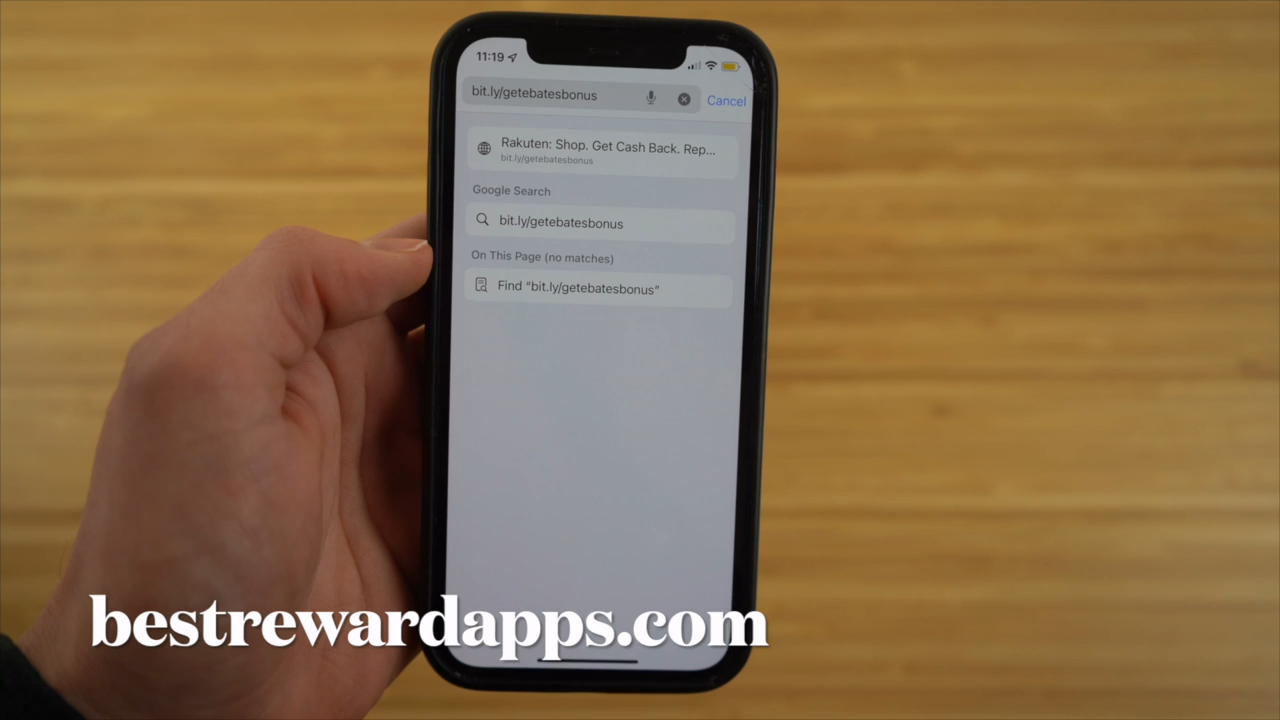 11:19
bit.ly/getebatesbonus
Cancel
Rakuten: Shop. Get Cash Back. Rep...
bit.ly/getebatesbonus
Google Search
bit.ly/getebatesbonus
On This Page (no matches)
Find “bit.ly/getebatesbonus”
bestrewardapps.com